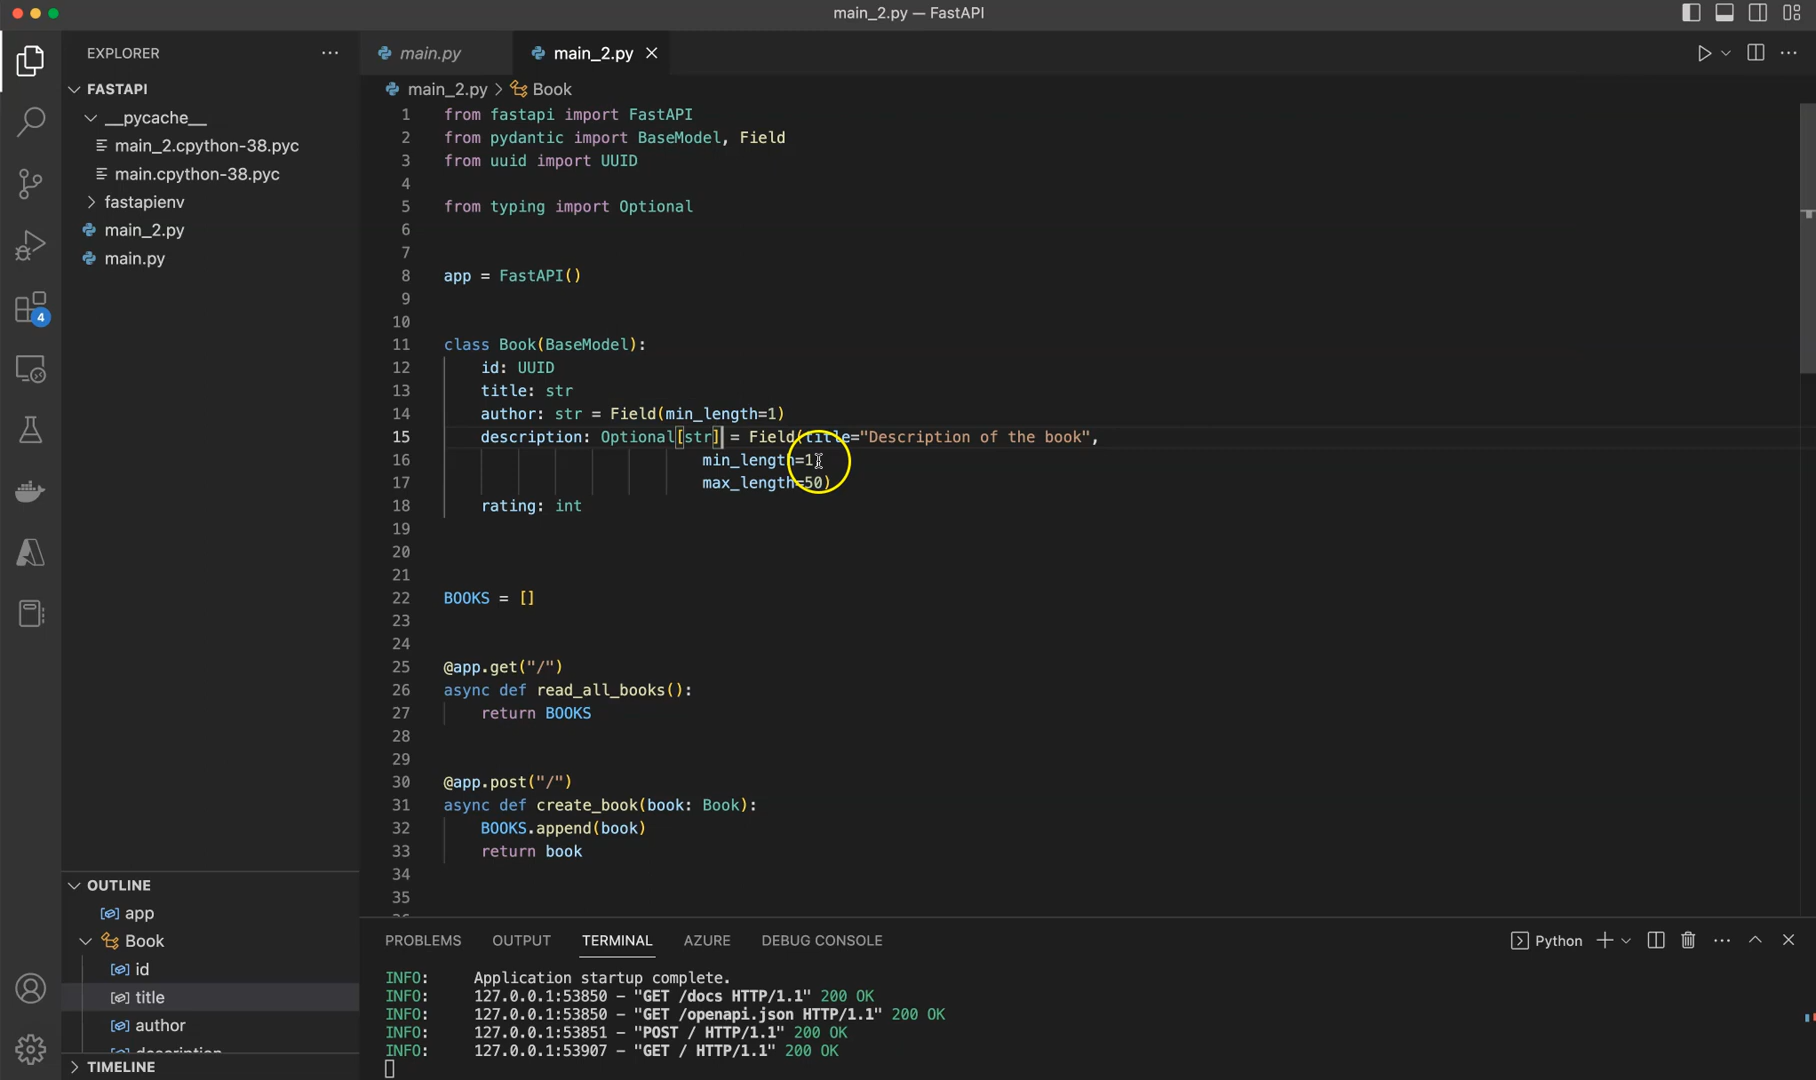 main_2.py — FastAPI
EXPLORER
FASTAPI
__pycache__
main_2.cpython-38.pyc
main.cpython-38.pyc
fastapienv
main_2.py
main.py
4
OUTLINE
app
Book
id
title
author
TIMELINE
main.py
main_2.py
main_2.py > Book
1 from fastapi import FastAPI
2 from pydantic import BaseModel, Field
3 from uuid import UUID
4
5 from typing import Optional
6
7
8 app = FastAPI()
9
10
11 class Book(BaseModel):
12 id: UUID
13 title: str
14 author: str = Field(min_length=1)
15 description: Optional[str] = Field(title="Description of the book",
16 min_length=1
17 max_length=50)
18 rating: int
19
20
21
22 BOOKS = []
23
24
25 @app.get("/")
26 async def read_all_books():
27 return BOOKS
28
29
30 @app.post("/")
31 async def create_book(book: Book):
32 BOOKS.append(book)
33 return book
34
35
PROBLEMS OUTPUT TERMINAL AZURE DEBUG CONSOLE
Python
INFO: Application startup complete.
INFO: 127.0.0.1:53850 – "GET /docs HTTP/1.1" 200 OK
INFO: 127.0.0.1:53850 – "GET /openapi.json HTTP/1.1" 200 OK
INFO: 127.0.0.1:53851 – "POST / HTTP/1.1" 200 OK
INFO: 127.0.0.1:53907 – "GET / HTTP/1.1" 200 OK